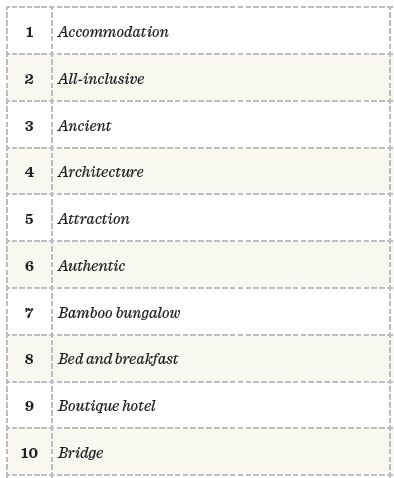 1 Accommodation
2 All-inclusive
3 Ancient
4 Architecture
5 Attraction
6 Authentic
7 Bamboo bungalow
8 Bed and breakfast
9 Boutique hotel
10 Bridge